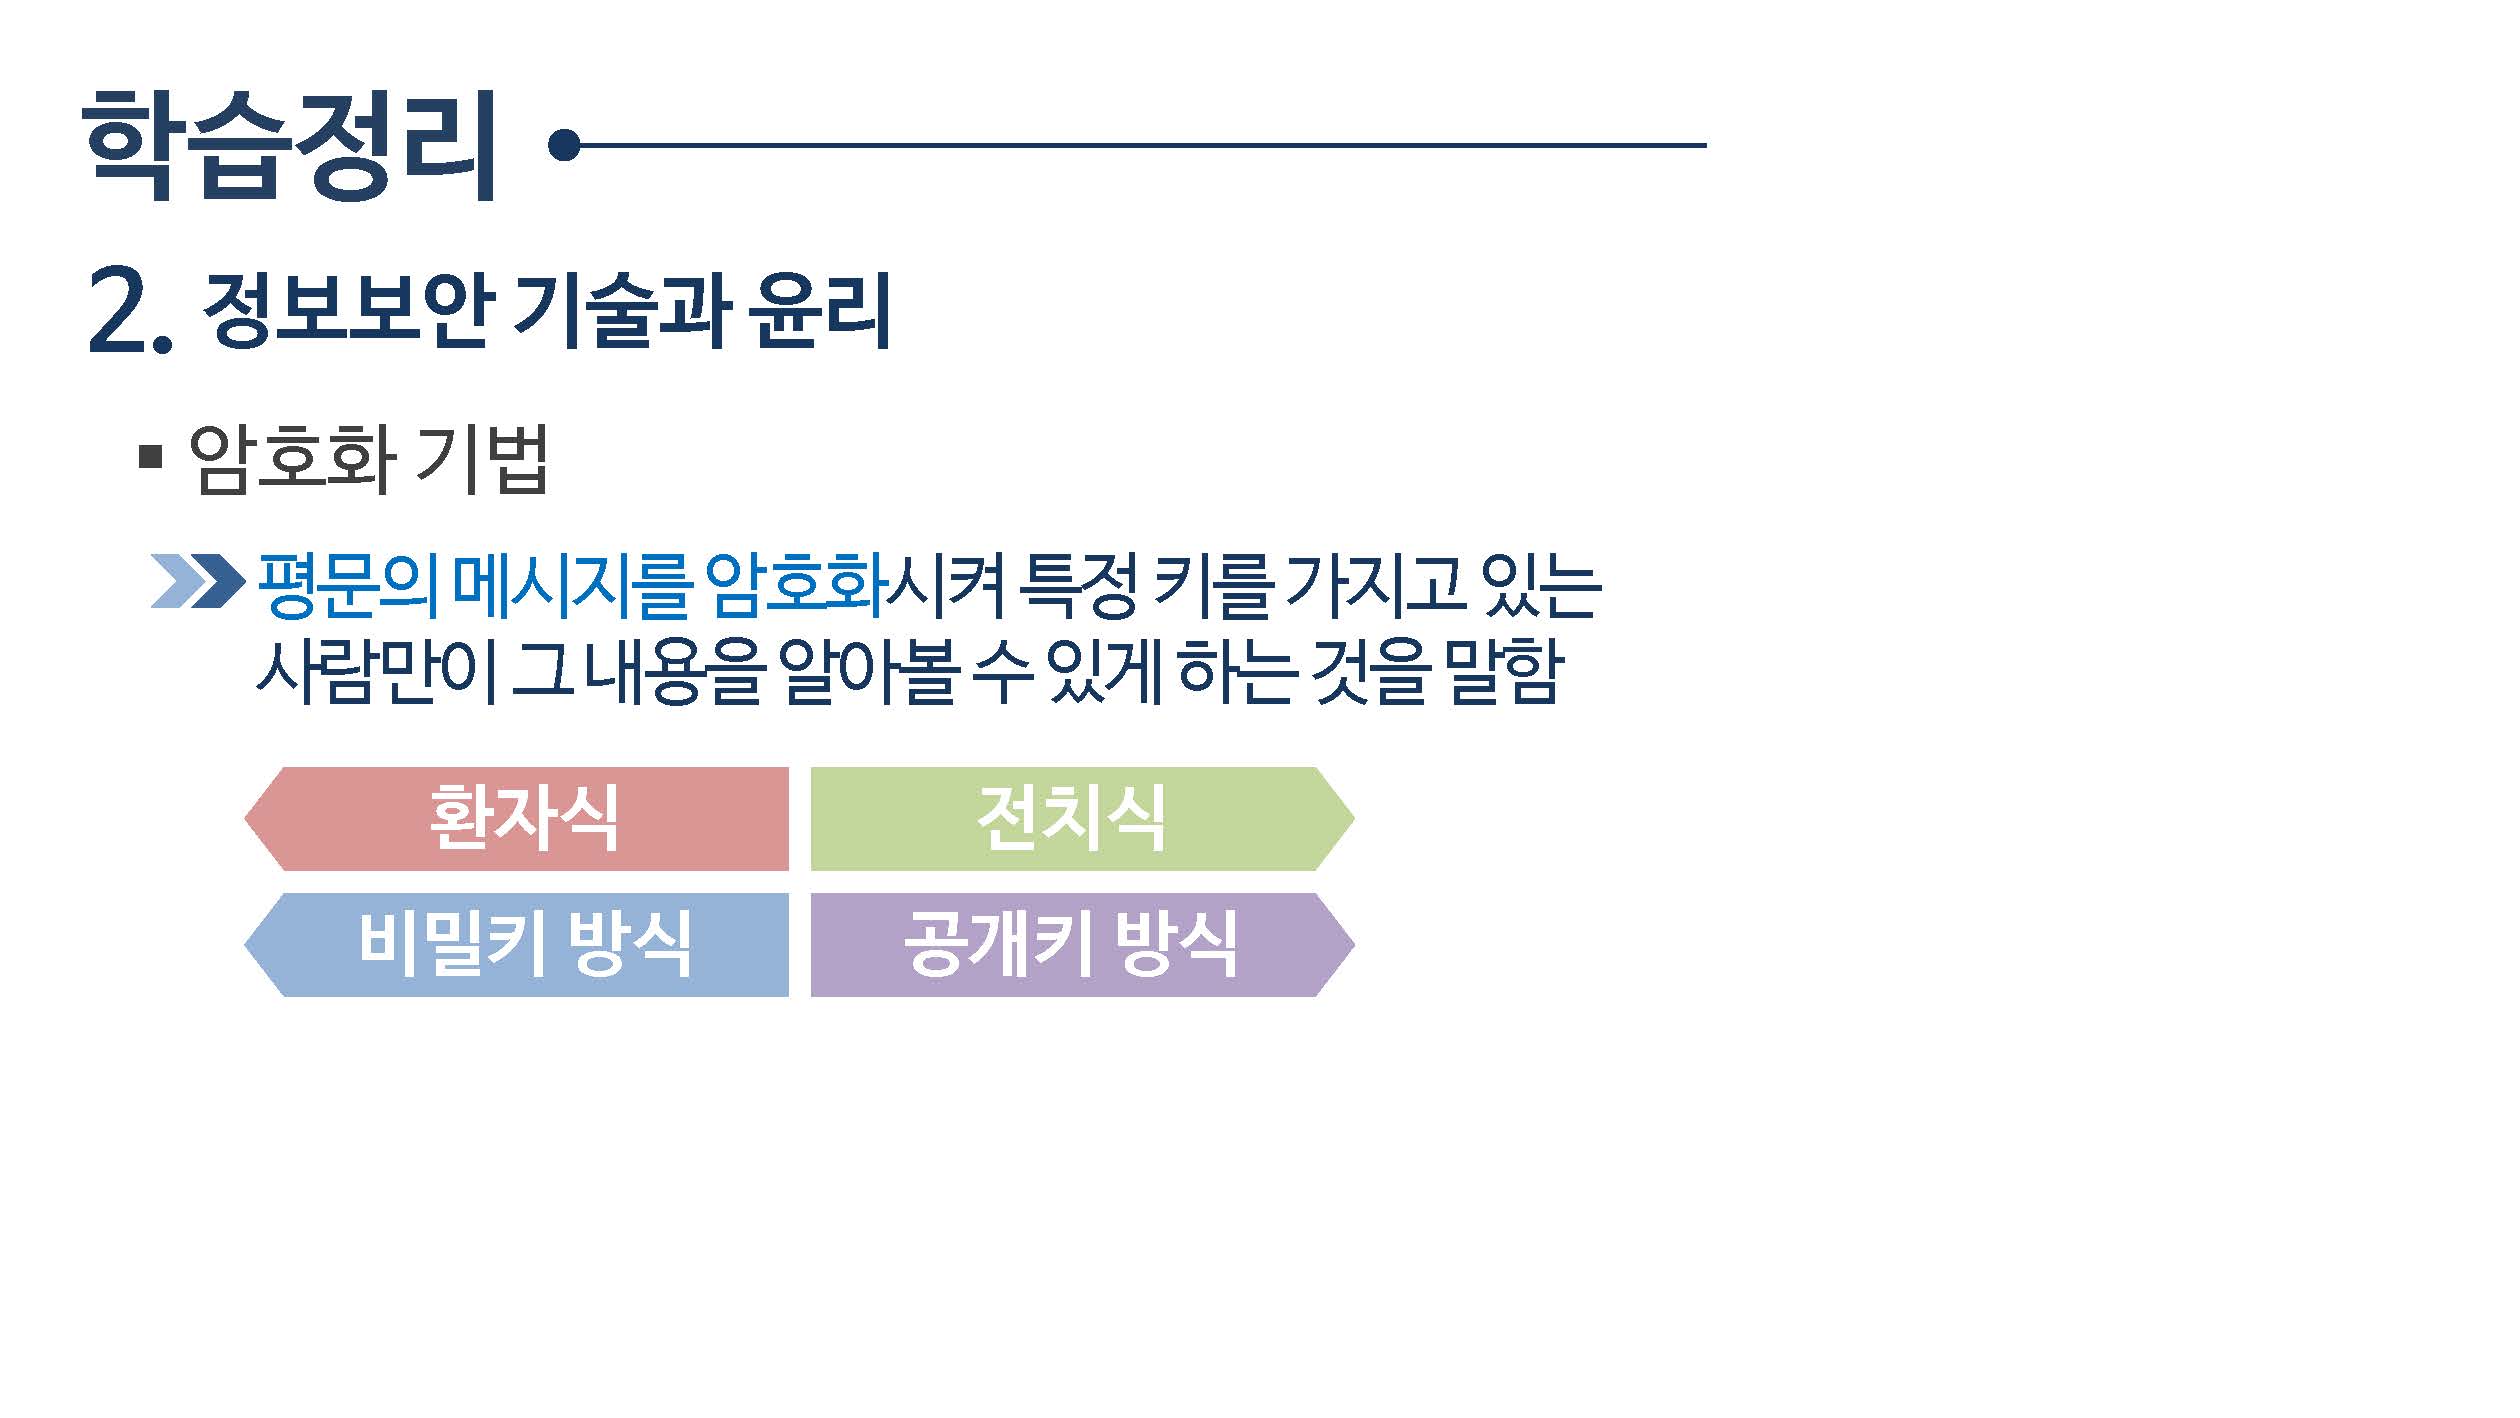 학습정리
2. 정보보안 기술과 윤리
▪ 암호화 기법
평문의 메시지를 암호화시켜 특정 키를 가지고 있는
사람만이 그 내용을 알아볼 수 있게 하는 것을 말함
환자식 전치식
비밀키 방식 공개키 방식